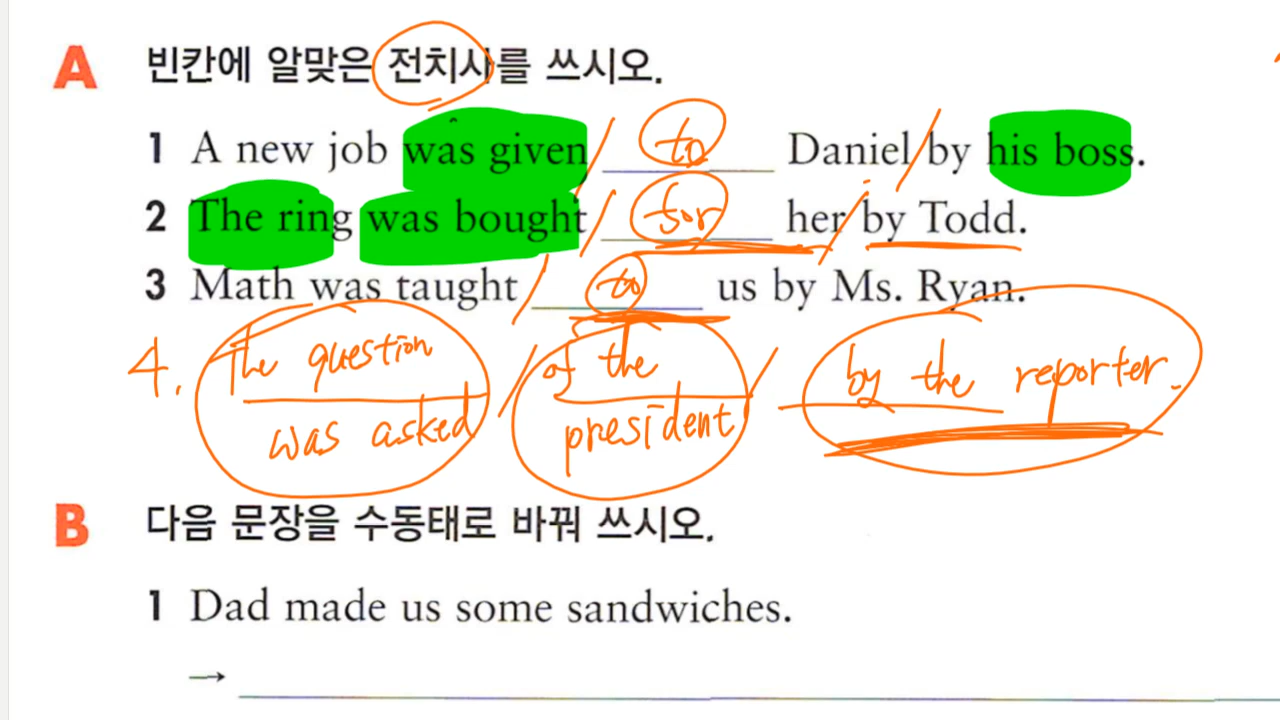 A 빈칸에 알맞은 전치사를 쓰시오.
1 A new job was given to Daniel by his boss.
2 The ring was bought for her by Todd.
3 Math was taught to us by Ms. Ryan.
4. The question was asked of the president by the reporter.
B 다음 문장을 수동태로 바꿔 쓰시오.
1 Dad made us some sandwiches.
→